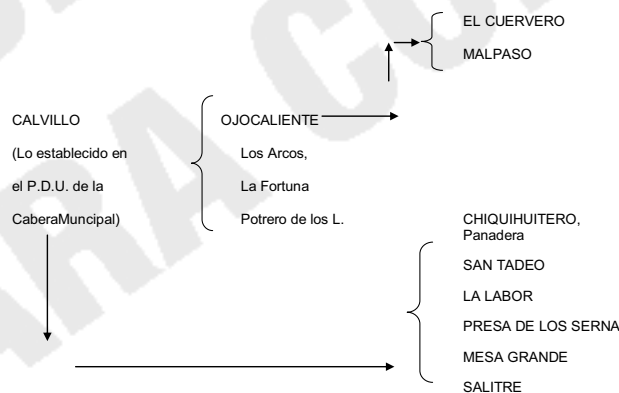 EL CUERVERO
MALPASO
CALVILLO
(Lo establecido en
el P.D.U. de la
CaberaMuncipal)
OJOCALIENTE
Los Arcos,
La Fortuna
Potrero de los L.
CHIQUIHUITERO,
Panadera
SAN TADEO
LA LABOR
PRESA DE LOS SERNA
MESA GRANDE
SALITRE